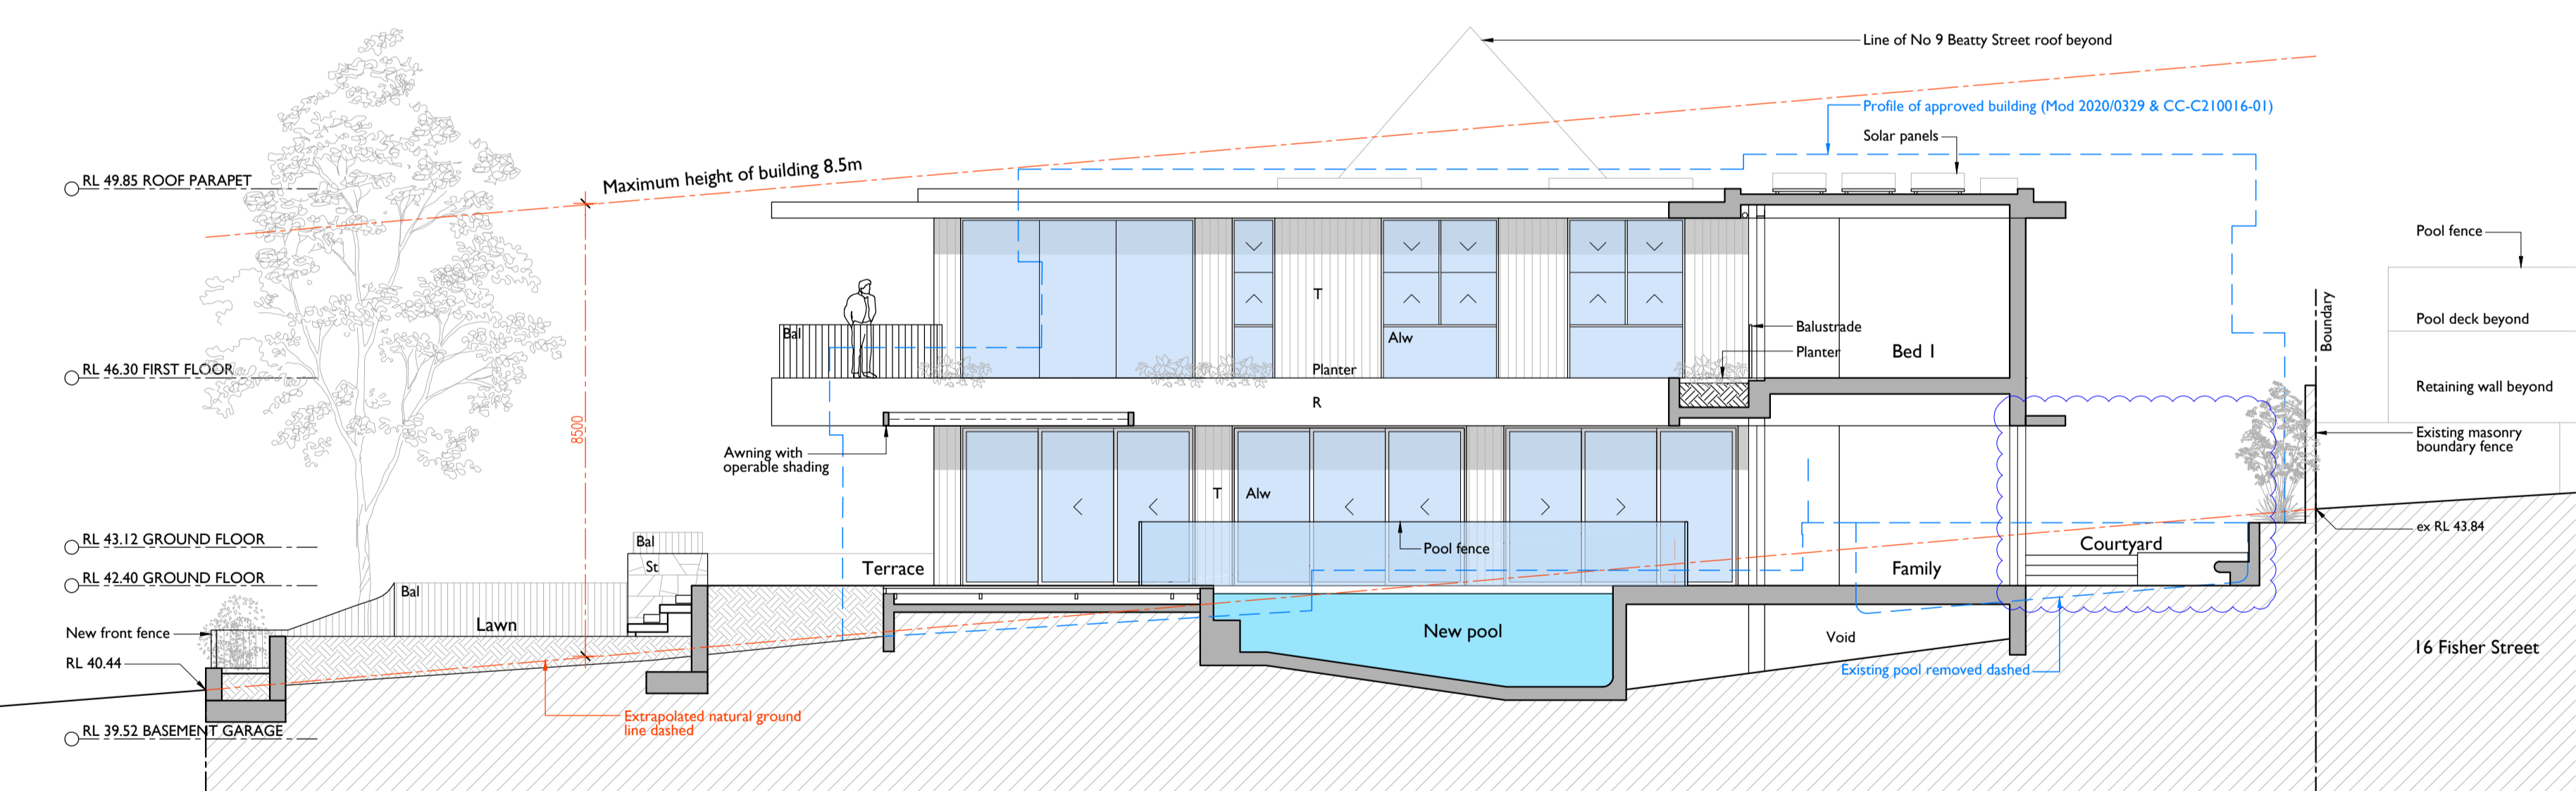 Line of No 9 Beatty Street roof beyond
Profile of approved building (Mod 2020/0329 & CC-C210016-01)
Solar panels
Maximum height of building 8.5m
RL 49.85 ROOF PARAPET
Pool fence
Boundary
Pool deck beyond
T
Bal
Balustrade
Alw
Planter
Bed 1
RL 46.30 FIRST FLOOR
Planter
Retaining wall beyond
R
8500
Existing masonry
boundary fence
Awning with
operable shading
T
Alw
ex RL 43.84
RL 43.12 GROUND FLOOR
Bal
St
Pool fence
Courtyard
Terrace
Family
RL 42.40 GROUND FLOOR
Bal
Lawn
New front fence
New pool
Void
16 Fisher Street
RL 40.44
Existing pool removed dashed
Extrapolated natural ground
line dashed
RL 39.52 BASEMENT GARAGE